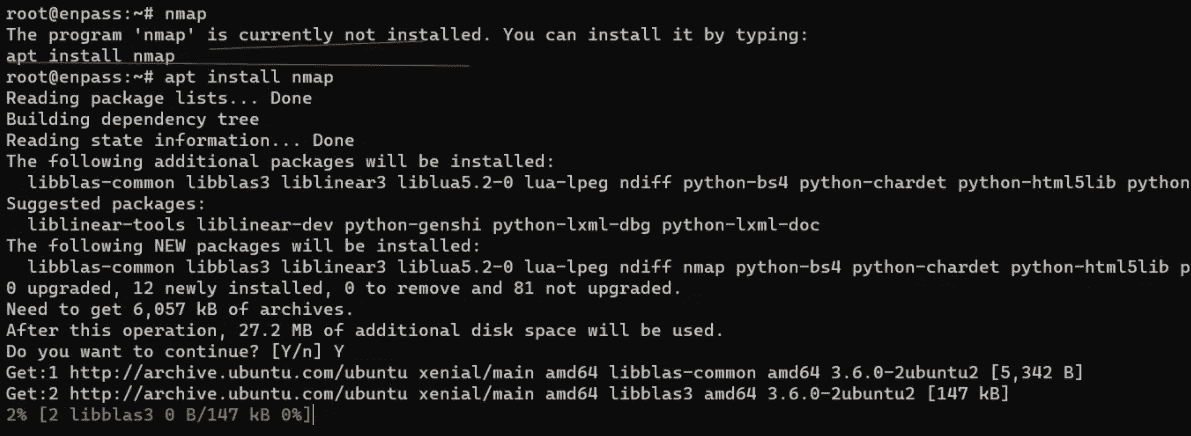 root@enpass:~# nmap
The program 'nmap' is currently not installed. You can install it by typing:
apt install nmap
root@enpass:~# apt install nmap
Reading package lists... Done
Building dependency tree
Reading state information... Done
The following additional packages will be installed:
  libblas-common libblas3 liblinear3 liblua5.2-0 lua-lpeg ndiff python-bs4 python-chardet python-html5lib python
Suggested packages:
  liblinear-tools liblinear-dev python-genshi python-lxml-dbg python-lxml-doc
The following NEW packages will be installed:
  libblas-common libblas3 liblinear3 liblua5.2-0 lua-lpeg ndiff nmap python-bs4 python-chardet python-html5lib p
0 upgraded, 12 newly installed, 0 to remove and 81 not upgraded.
Need to get 6,057 kB of archives.
After this operation, 27.2 MB of additional disk space will be used.
Do you want to continue? [Y/n] Y
Get:1 http://archive.ubuntu.com/ubuntu xenial/main amd64 libblas-common amd64 3.6.0-2ubuntu2 [5,342 B]
Get:2 http://archive.ubuntu.com/ubuntu xenial/main amd64 libblas3 amd64 3.6.0-2ubuntu2 [147 kB]
2% [2 libblas3 0 B/147 kB 0%]